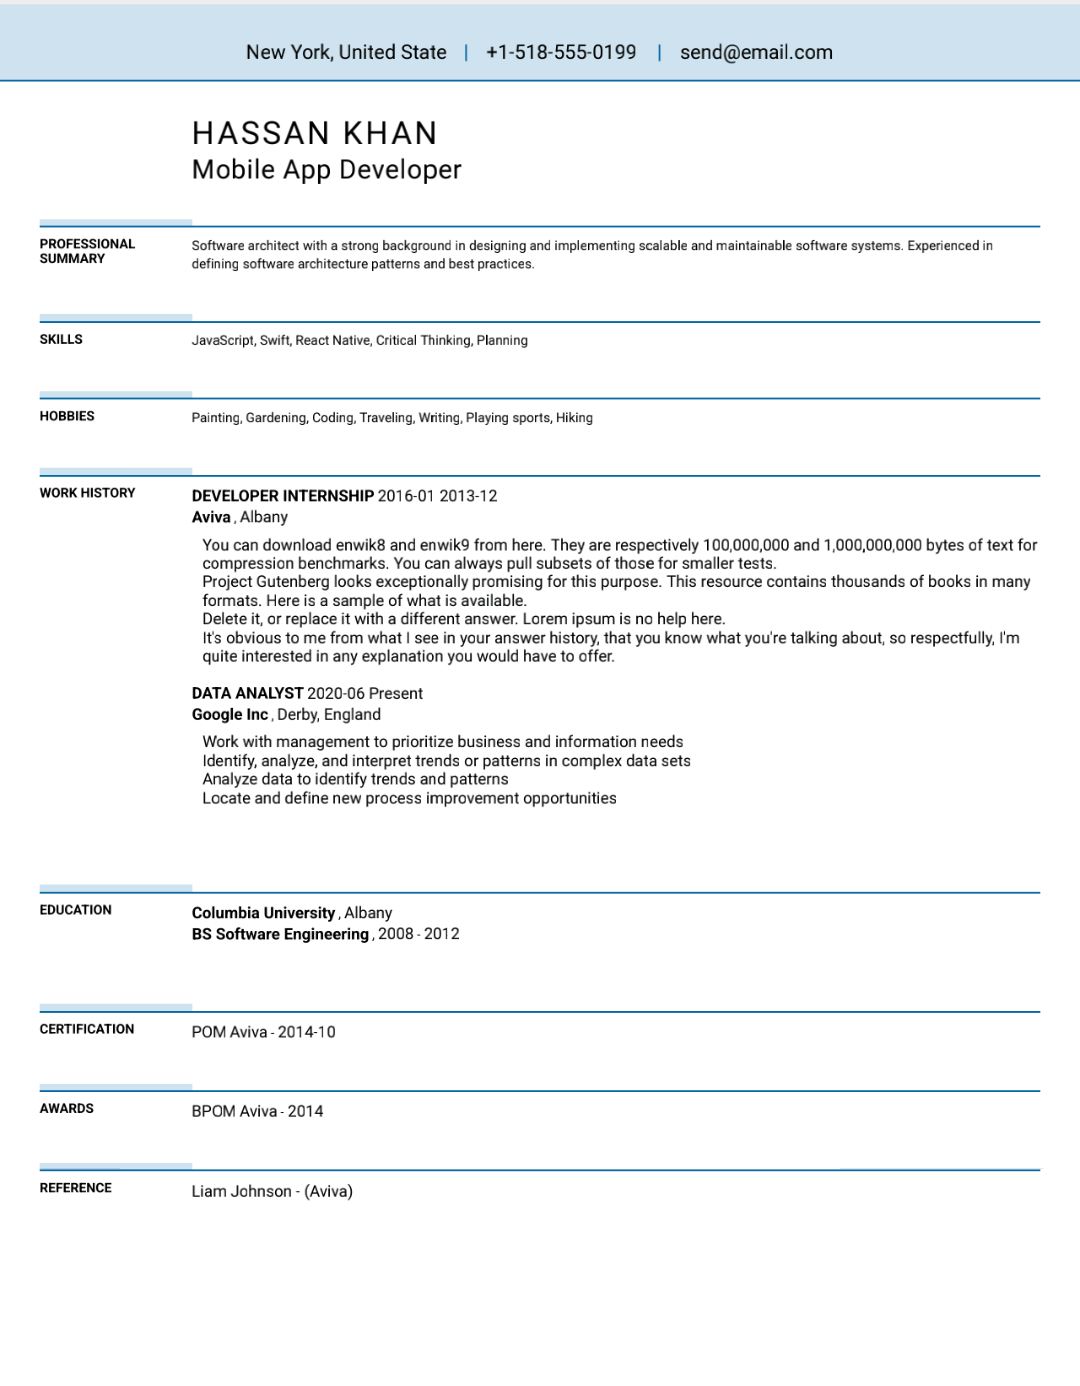 New York, United State | +1-518-555-0199 | send@email.com
HASSAN KHAN
Mobile App Developer
PROFESSIONAL
SUMMARY
Software architect with a strong background in designing and implementing scalable and maintainable software systems. Experienced in
defining software architecture patterns and best practices.
SKILLS
JavaScript, Swift, React Native, Critical Thinking, Planning
HOBBIES
Painting, Gardening, Coding, Traveling, Writing, Playing sports, Hiking
WORK HISTORY
DEVELOPER INTERNSHIP 2016-01 2013-12
Aviva , Albany
You can download enwik8 and enwik9 from here. They are respectively 100,000,000 and 1,000,000,000 bytes of text for
compression benchmarks. You can always pull subsets of those for smaller tests.
Project Gutenberg looks exceptionally promising for this purpose. This resource contains thousands of books in many
formats. Here is a sample of what is available.
Delete it, or replace it with a different answer. Lorem ipsum is no help here.
It's obvious to me from what I see in your answer history, that you know what you're talking about, so respectfully, I'm
quite interested in any explanation you would have to offer.
DATA ANALYST 2020-06 Present
Google Inc , Derby, England
Work with management to prioritize business and information needs
Identify, analyze, and interpret trends or patterns in complex data sets
Analyze data to identify trends and patterns
Locate and define new process improvement opportunities
EDUCATION
Columbia University , Albany
BS Software Engineering , 2008 - 2012
CERTIFICATION
POM Aviva - 2014-10
AWARDS
BPOM Aviva - 2014
REFERENCE
Liam Johnson - (Aviva)